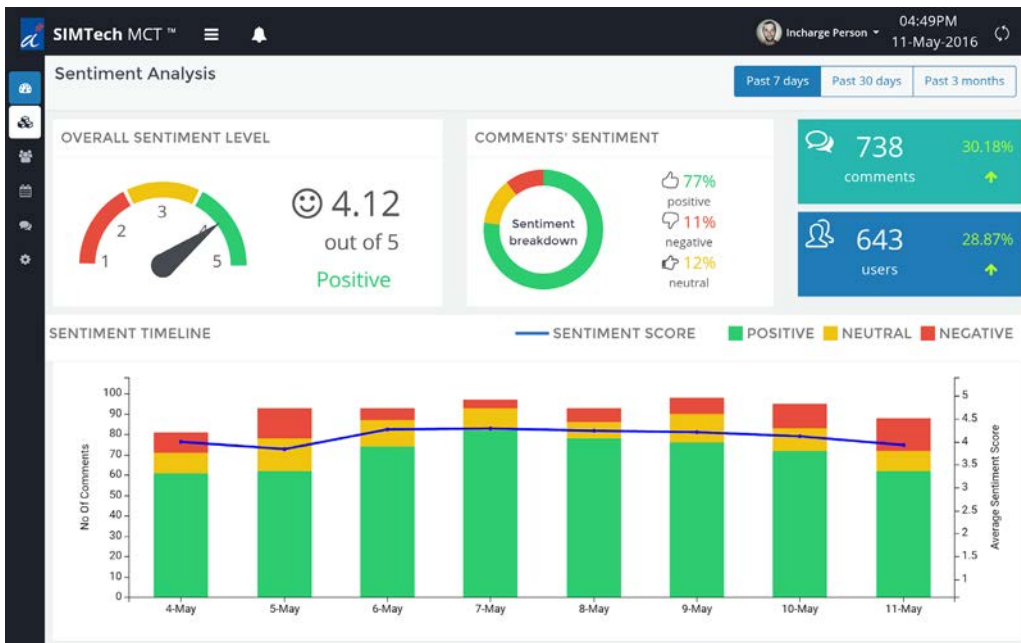 SIMTech MCT ™
Incharge Person
04:49PM
11-May-2016
Sentiment Analysis
Past 7 days
Past 30 days
Past 3 months
OVERALL SENTIMENT LEVEL
1
2
3
4
5
4.12
out of 5
Positive
COMMENTS' SENTIMENT
Sentiment
breakdown
77%
positive
11%
negative
12%
neutral
738
comments
30.18%
643
users
28.87%
SENTIMENT TIMELINE
SENTIMENT SCORE
POSITIVE
NEUTRAL
NEGATIVE
No Of Comments
100
90
80
70
60
50
40
30
20
10
0
4-May
5-May
6-May
7-May
8-May
9-May
10-May
11-May
5
4.5
4
3.5
3
2.5
2
1.5
1
Average Sentiment Score